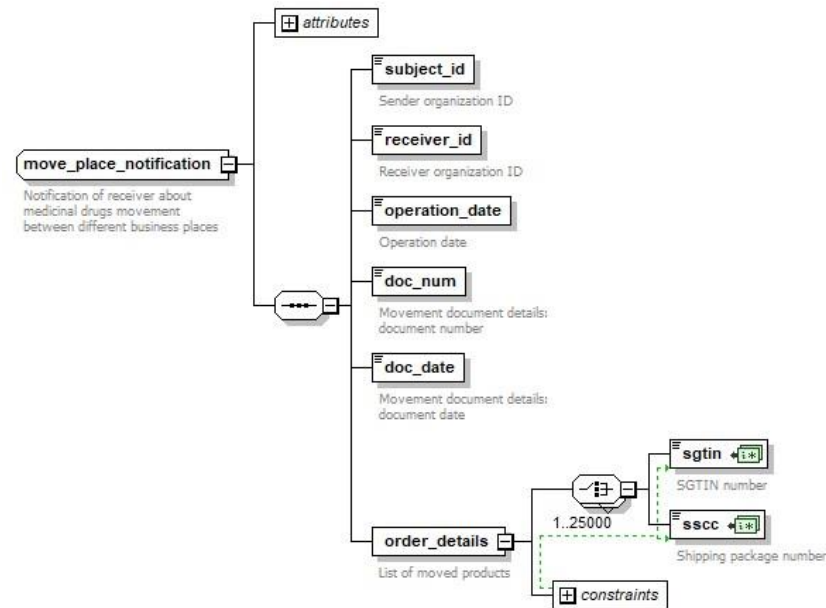 attributes
subject_id
Sender organization ID
receiver_id
Receiver organization ID
move_place_notification
Notification of receiver about
medicinal drugs movement
between different business places
operation_date
Operation date
doc_num
Movement document details:
document number
doc_date
Movement document details:
document date
sgtin
SGTIN number
1..25000
sscc
Shipping package number
order_details
List of moved products
constraints